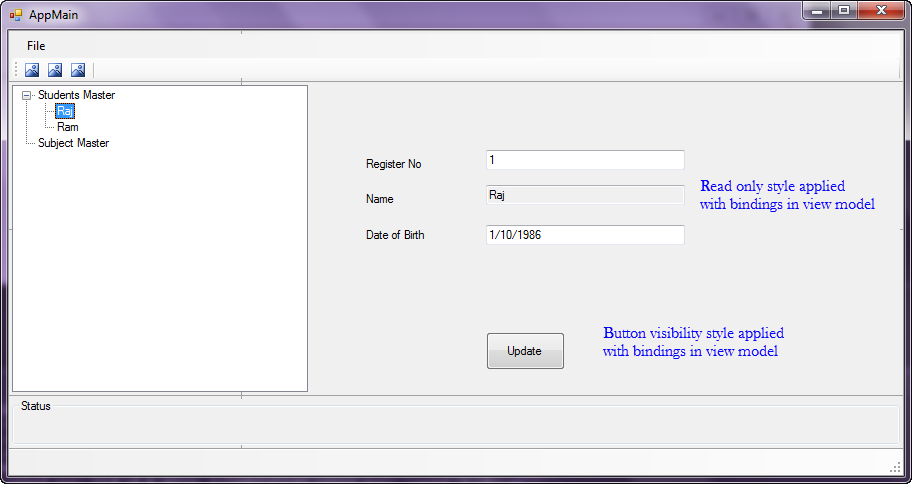 AppMain
File
Students Master
Raj
Ram
Subject Master
Register No
1
Name
Raj
Read only style applied
with bindings in view model
Date of Birth
1/10/1986
Update
Button visibility style applied
with bindings in view model
Status